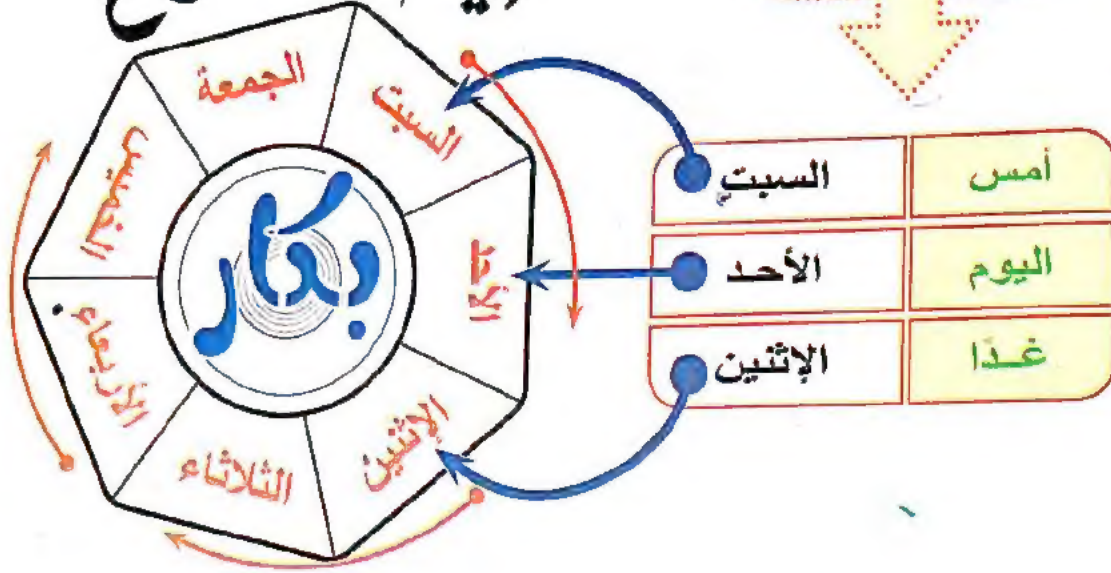 أمس السبت
اليوم الأحد
غدًا الإثنين
السبت
الأحد
الإثنين
الثلاثاء
الأربعاء
الخميس
الجمعة
بكار